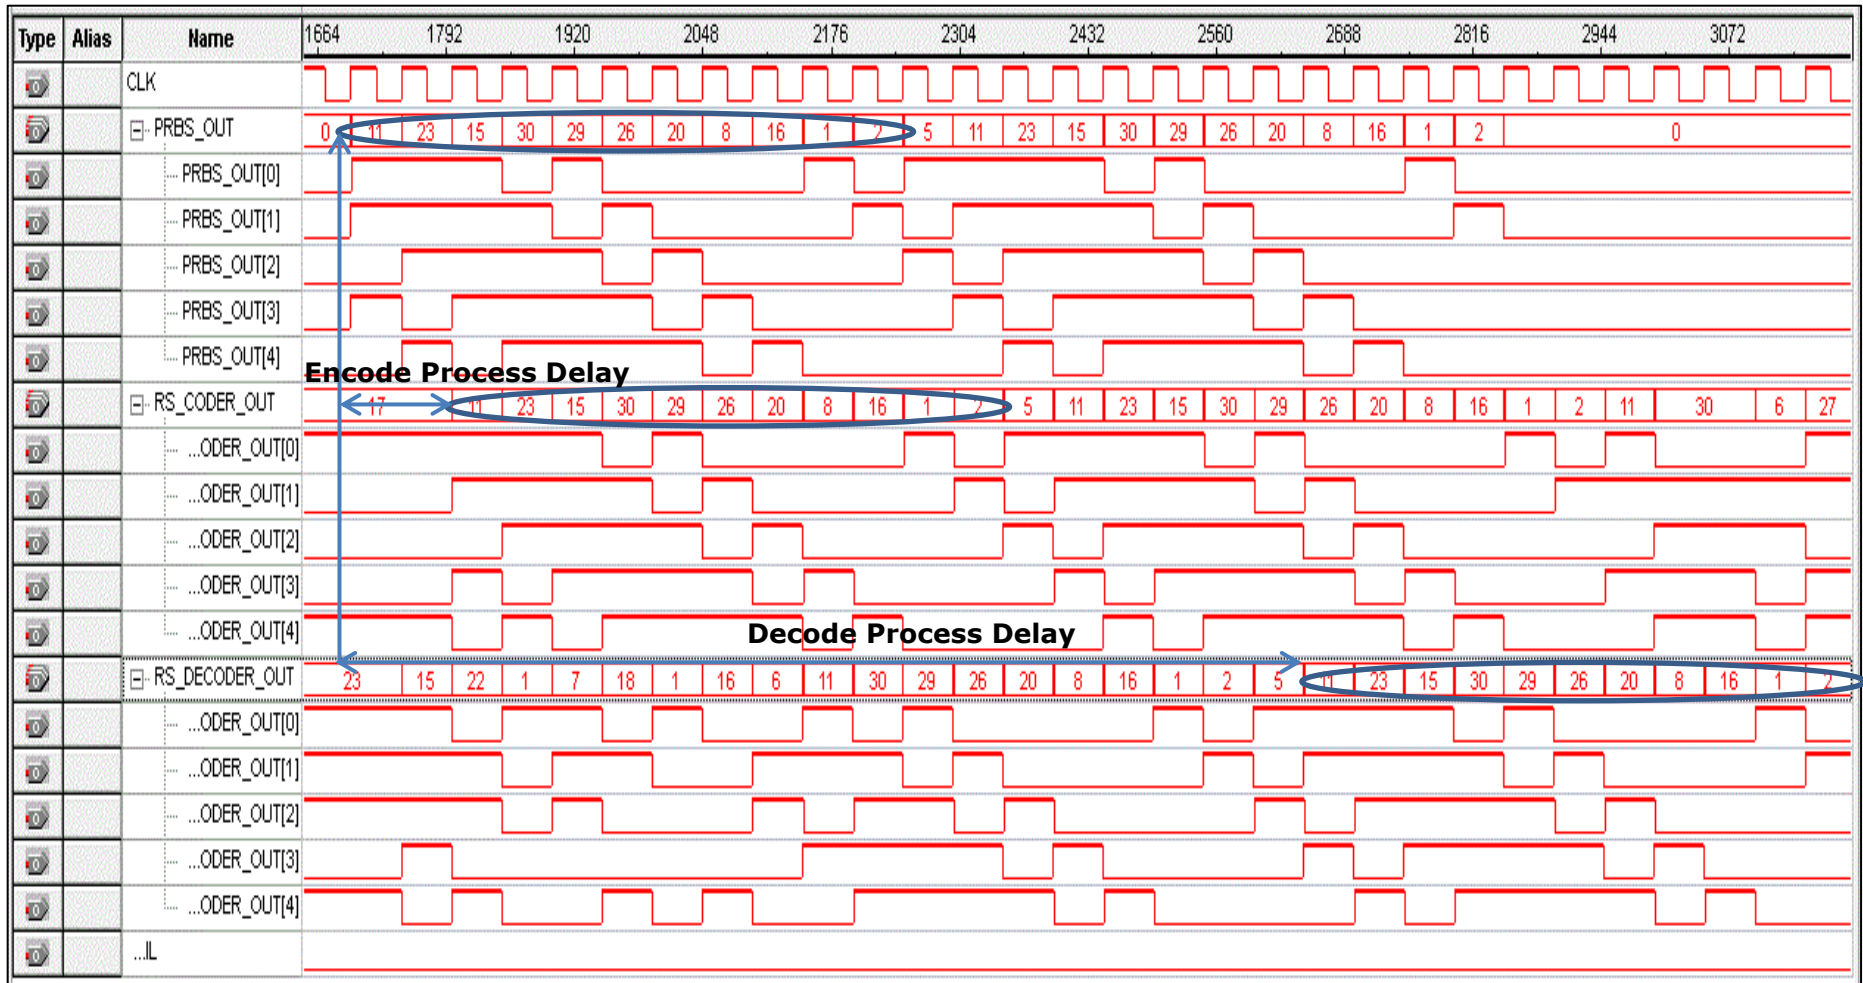 Type Alias Name 1664 1792 1920 2048 2176 2304 2432 2560 2688 2816 2944 3072
CLK
PRBS_OUT 0 11 23 15 30 29 26 20 8 16 1 2 5 11 23 15 30 29 26 20 8 16 1 2 0
PRBS_OUT[0]
PRBS_OUT[1]
PRBS_OUT[2]
PRBS_OUT[3]
PRBS_OUT[4]
Encode Process Delay
RS_CODER_OUT 17 11 23 15 30 29 26 20 8 16 1 2 5 11 23 15 30 29 26 20 8 16 1 2 11 30 6 27
...ODER_OUT[0]
...ODER_OUT[1]
...ODER_OUT[2]
...ODER_OUT[3]
...ODER_OUT[4]
Decode Process Delay
RS_DECODER_OUT 23 15 22 1 7 18 1 16 6 11 30 29 26 20 8 16 1 2 5 11 23 15 30 29 26 20 8 16 1 2
...ODER_OUT[0]
...ODER_OUT[1]
...ODER_OUT[2]
...ODER_OUT[3]
...ODER_OUT[4]
...IL